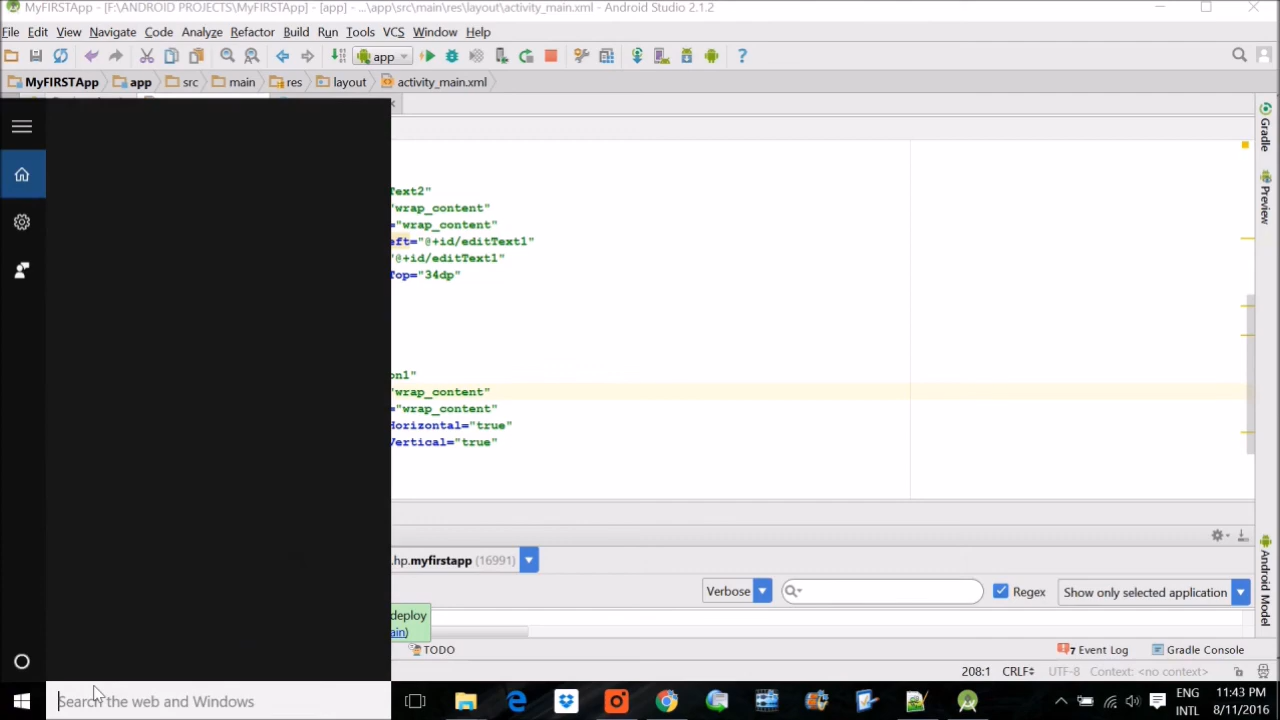 MyFIRSTApp - [F:\ANDROID PROJECTS\MyFIRSTApp] - [app] - ...\app\src\main\res\layout\activity_main.xml - Android Studio 2.1.2
File Edit View Navigate Code Analyze Refactor Build Run Tools VCS Window Help
app
MyFIRSTApp app src main res layout activity_main.xml
Gradle
Preview
Text2"
"wrap_content"
="wrap_content"
eft="@+id/editText1"
"@+id/editText1"
Top="34dp"
on1"
"wrap_content"
="wrap_content"
Horizontal="true"
Vertical="true"
.hp.myfirstapp (16991)
Verbose Regex Show only selected application
deploy
ain)
Android Model
TODO 7 Event Log Gradle Console
208:1 CRLF UTF-8 Context: <no context>
Search the web and Windows
ENG 11:43 PM
INTL 8/11/2016